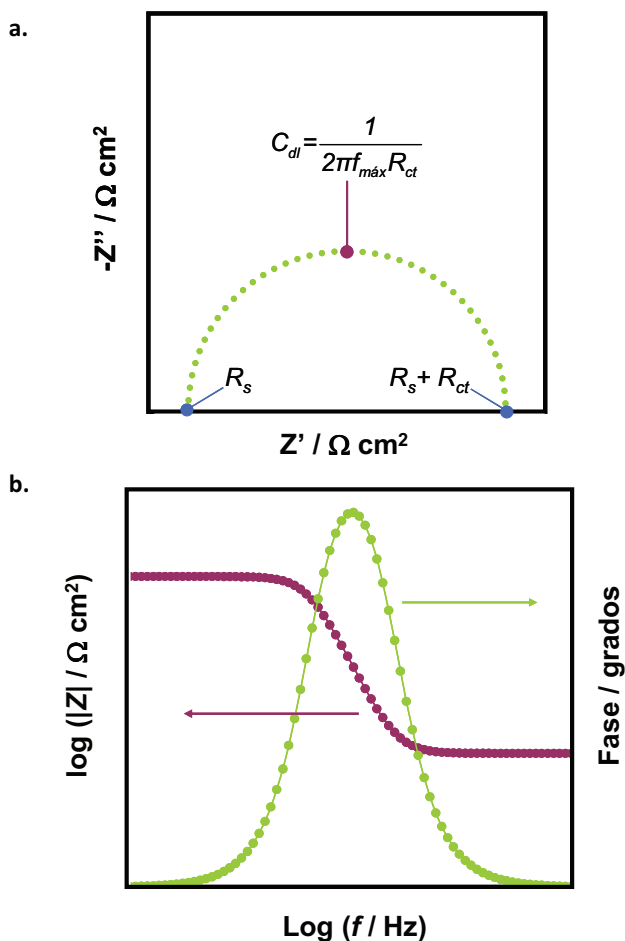 a.
-Z'' / Ω cm²
C_dl = 1
2πf_máx R_ct
R_s
R_s + R_ct
Z' / Ω cm²
b.
log (|Z| / Ω cm²)
Fase / grados
Log (f / Hz)